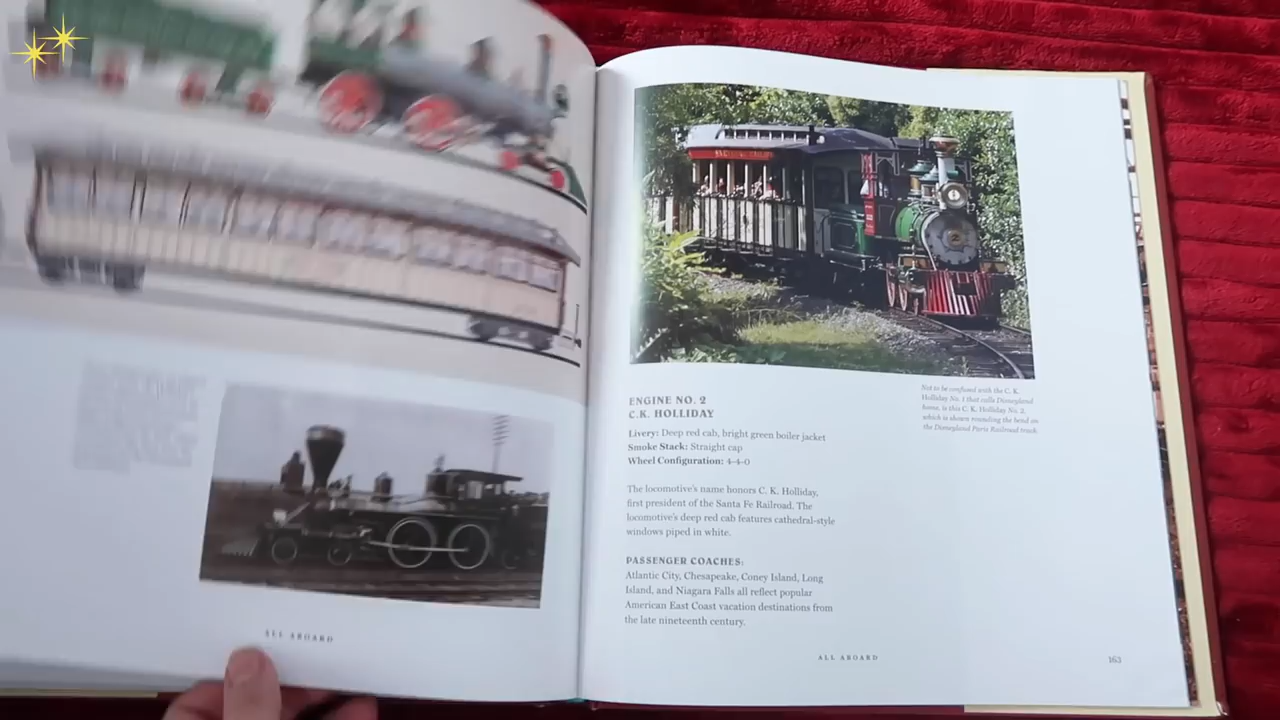 ALL ABOARD
ENGINE NO. 2
C.K. HOLLIDAY
Livery: Deep red cab, bright green boiler jacket
Smoke Stack: Straight cap
Wheel Configuration: 4-4-0
The locomotive's name honors C. K. Holliday,
first president of the Santa Fe Railroad. The
locomotive's deep red cab features cathedral-style
windows piped in white.
PASSENGER COACHES:
Atlantic City, Chesapeake, Coney Island, Long
Island, and Niagara Falls all reflect popular
American East Coast vacation destinations from
the late nineteenth century.
Not to be confused with the C. K.
Holliday No. 1 that calls Disneyland
home, is this C. K. Holliday No. 2,
which is shown rounding the bend on
the Disneyland Paris Railroad track.
ALL ABOARD
163